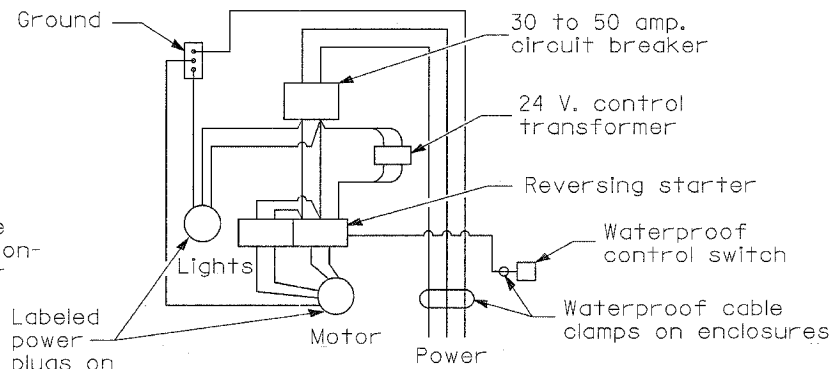 Ground
30 to 50 amp.
circuit breaker
24 V. control
transformer
Reversing starter
Waterproof
control switch
Lights
Labeled
power
plugs on
Motor
Power
Waterproof cable
clamps on enclosures